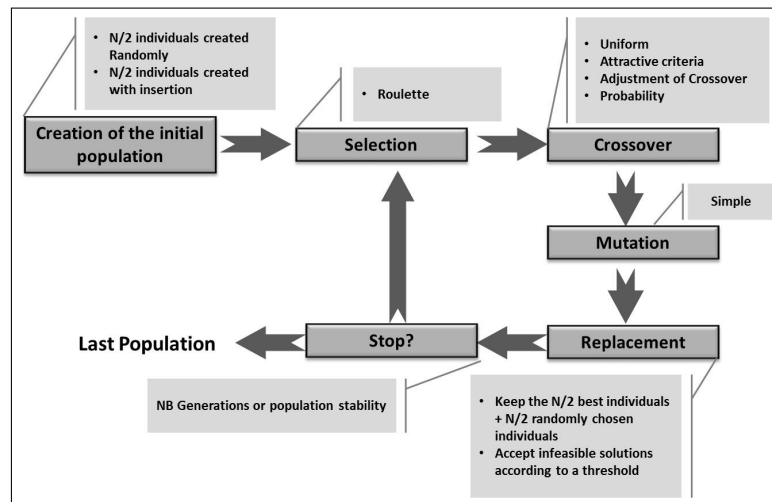 • N/2 individuals created
Randomly
• N/2 individuals created
with insertion
Creation of the initial
population
• Roulette
Selection
• Uniform
• Attractive criteria
• Adjustment of Crossover
• Probability
Crossover
Simple
Mutation
Replacement
• Keep the N/2 best individuals
+ N/2 randomly chosen
individuals
• Accept infeasible solutions
according to a threshold
Stop?
NB Generations or population stability
Last Population